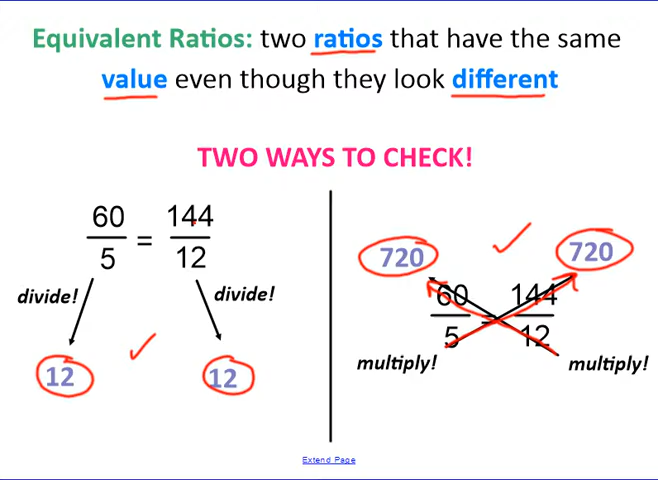 Equivalent Ratios: two ratios that have the same
value even though they look different
TWO WAYS TO CHECK!
60
5
=
144
12
divide!
divide!
12
12
720
720
60
5
=
144
12
multiply!
multiply!
Extend Page